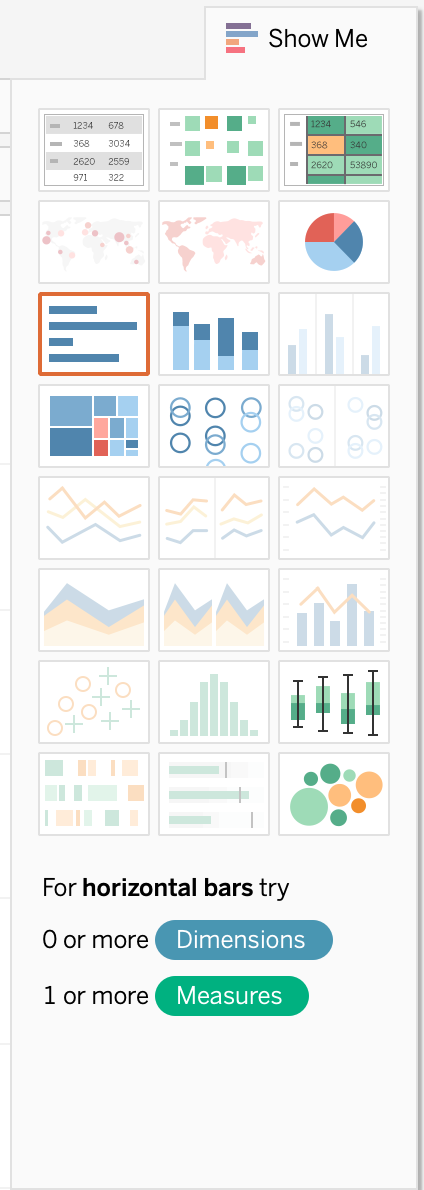 Show Me
1234 678
368 3034
2620 2559
971 322
1234 546
368 340
2620 53890
For horizontal bars try
0 or more Dimensions
1 or more Measures